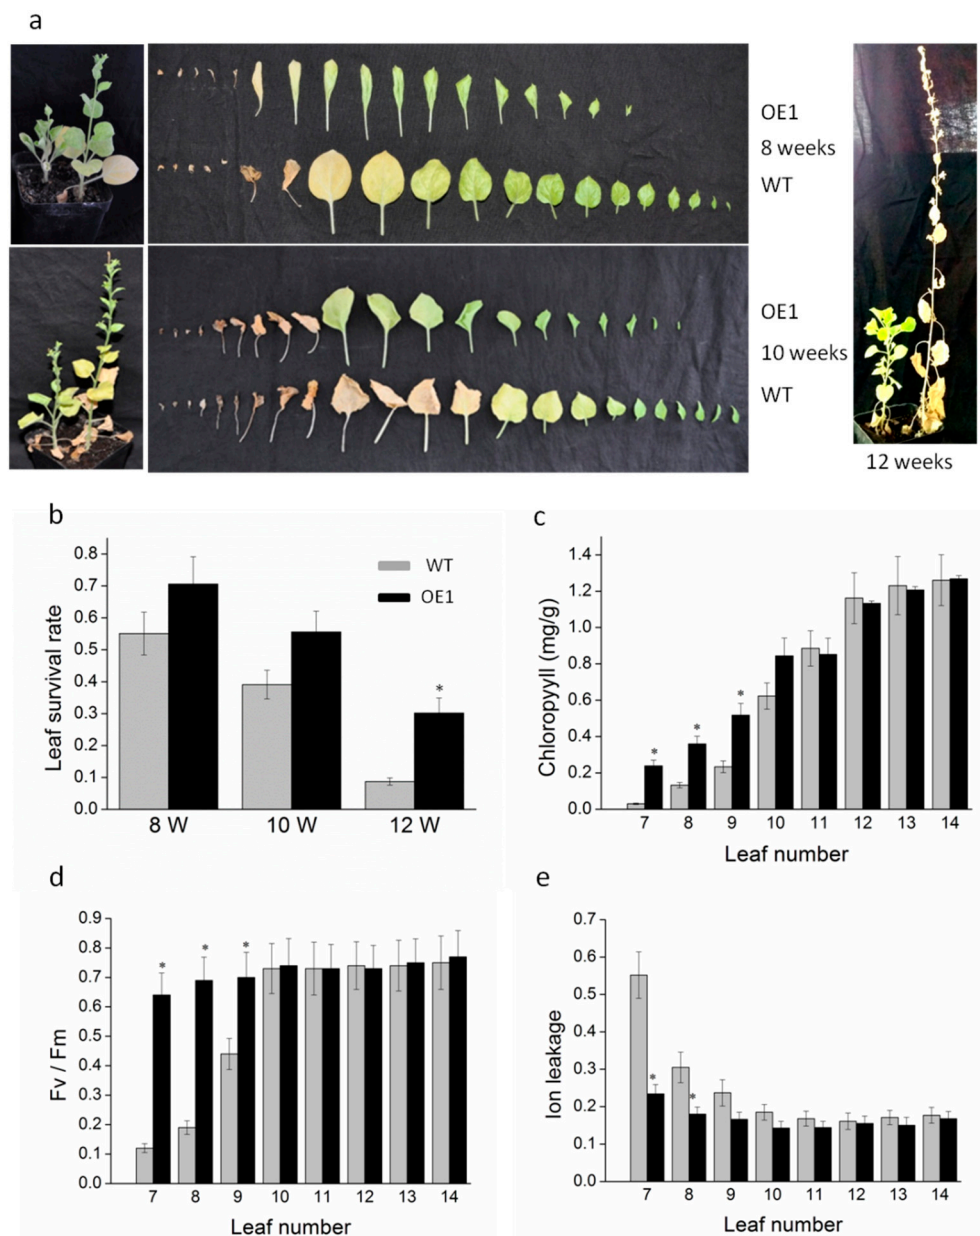 a
OE1
8 weeks
WT
OE1
10 weeks
WT
12 weeks
b
Leaf survival rate
0.8
0.7
0.6
0.5
0.4
0.3
0.2
0.1
0.0
WT
OE1
*
8 W
10 W
12 W
c
Chloropyyll (mg/g)
1.4
1.2
1.0
0.8
0.6
0.4
0.2
0.0
* * *
7 8 9 10 11 12 13 14
Leaf number
d
Fv / Fm
0.9
0.8
0.7
0.6
0.5
0.4
0.3
0.2
0.1
0.0
* * *
7 8 9 10 11 12 13 14
Leaf number
e
Ion leakage
0.7
0.6
0.5
0.4
0.3
0.2
0.1
0.0
* *
7 8 9 10 11 12 13 14
Leaf number